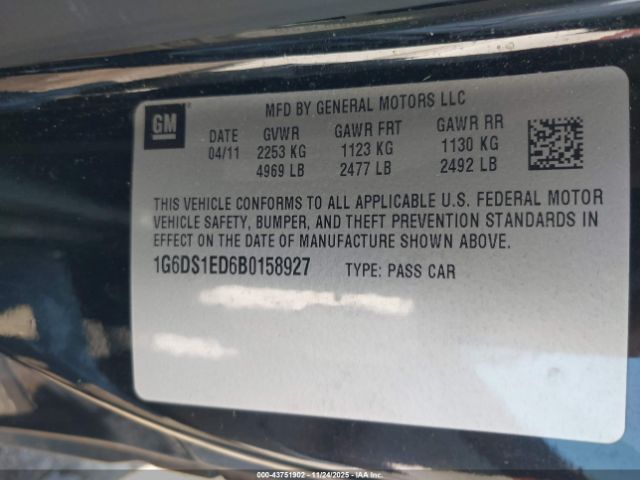 GM
MFD BY GENERAL MOTORS LLC
DATE GVWR GAWR FRT GAWR RR
04/11 2253 KG 1123 KG 1130 KG
4969 LB 2477 LB 2492 LB
THIS VEHICLE CONFORMS TO ALL APPLICABLE U.S. FEDERAL MOTOR
VEHICLE SAFETY, BUMPER, AND THEFT PREVENTION STANDARDS IN
EFFECT ON THE DATE OF MANUFACTURE SHOWN ABOVE.
1G6DS1ED6B0158927 TYPE: PASS CAR
000-43751902 - 11/24/2025 - IAAI.COM